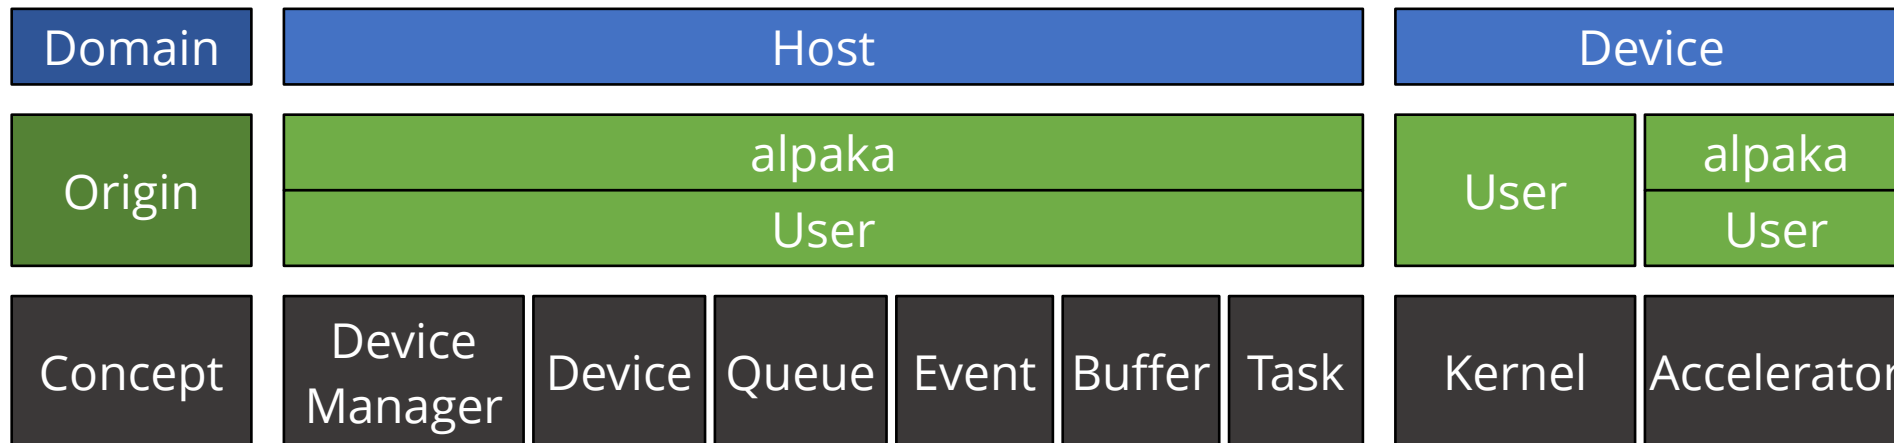 Domain
Host
Device
Origin
alpaka
User
User
alpaka
User
Concept
Device
Manager
Device
Queue
Event
Buffer
Task
Kernel
Accelerator